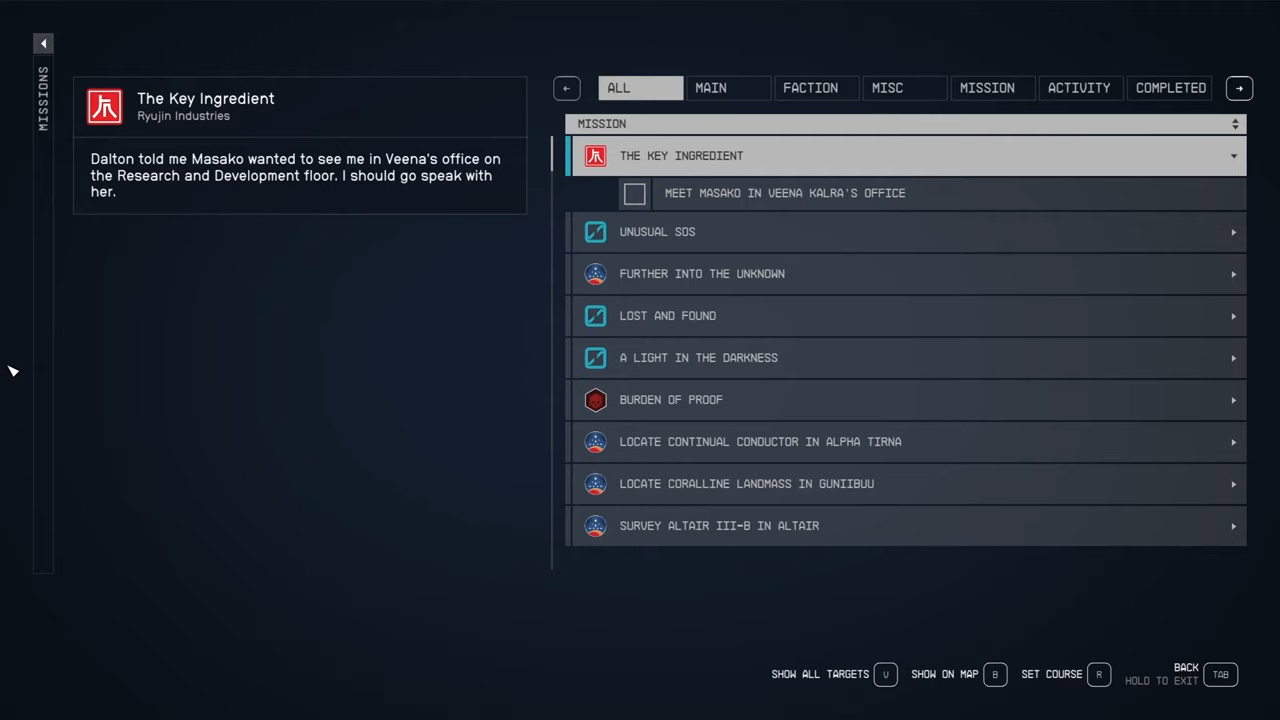 MISSIONS
The Key Ingredient
Ryujin Industries
Dalton told me Masako wanted to see me in Veena's office on
the Research and Development floor. I should go speak with
her.
ALL MAIN FACTION MISC MISSION ACTIVITY COMPLETED
MISSION
THE KEY INGREDIENT
MEET MASAKO IN VEENA KALRA'S OFFICE
UNUSUAL SOS
FURTHER INTO THE UNKNOWN
LOST AND FOUND
A LIGHT IN THE DARKNESS
BURDEN OF PROOF
LOCATE CONTINUAL CONDUCTOR IN ALPHA TIRNA
LOCATE CORALLINE LANDMASS IN GUNIIBUU
SURVEY ALTAIR III-B IN ALTAIR
SHOW ALL TARGETS V SHOW ON MAP B SET COURSE R BACK TAB
HOLD TO EXIT